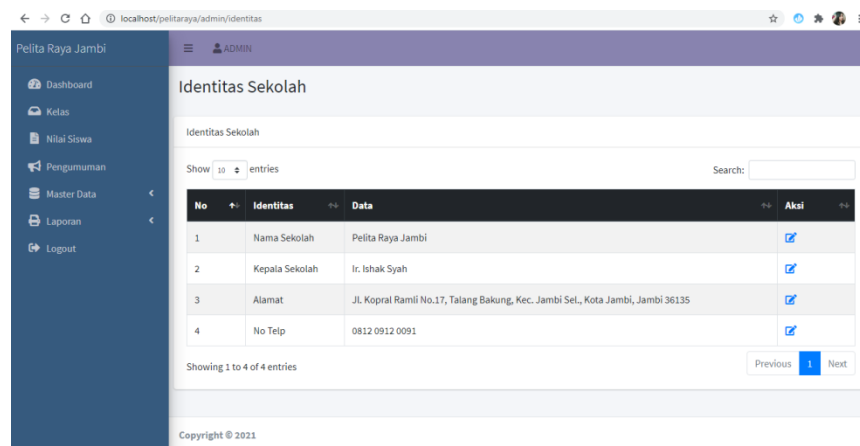 localhost/pelitaraya/admin/identitas
Pelita Raya Jambi
ADMIN
Dashboard
Kelas
Nilai Siswa
Pengumuman
Master Data
Laporan
Logout
Identitas Sekolah
Identitas Sekolah
Show 10 entries Search:
No Identitas Data Aksi
1 Nama Sekolah Pelita Raya Jambi
2 Kepala Sekolah Ir. Ishak Syah
3 Alamat Jl. Kopral Ramli No.17, Talang Bakung, Kec. Jambi Sel., Kota Jambi, Jambi 36135
4 No Telp 0812 0912 0091
Showing 1 to 4 of 4 entries Previous 1 Next
Copyright © 2021